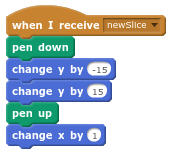 when I receive newSlice
pen down
change y by -15
change y by 15
pen up
change x by 1